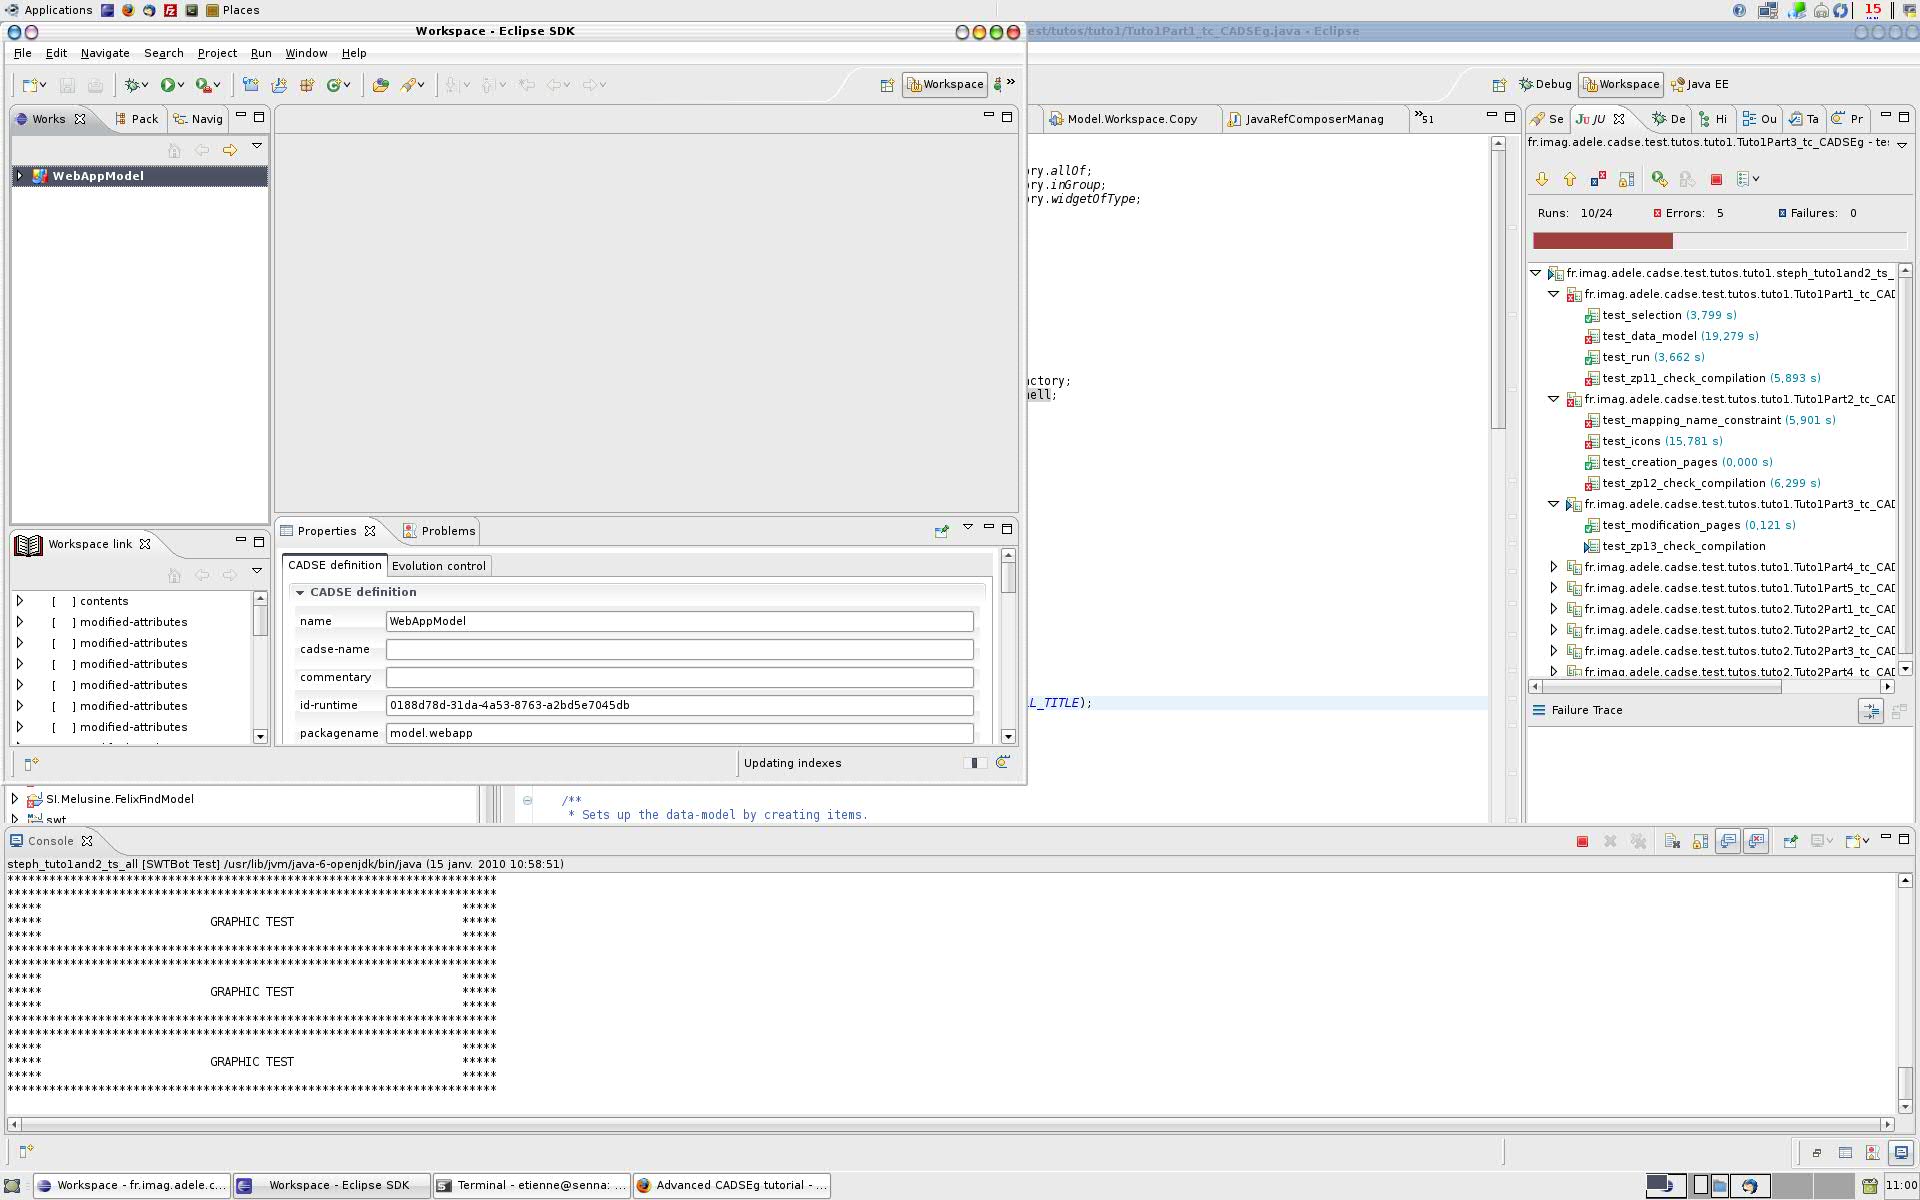 Applications
Places
15
Workspace - Eclipse SDK
est/tutos/tuto1/Tuto1Part1_tc_CADSEg.java - Eclipse
File Edit Navigate Search Project Run Window Help
Workspace
Debug Workspace Java EE
Works Pack Navig
Model.Workspace.Copy JavaRefComposerManag 51
Se JU De Hi Ou Ta Pr
fr.imag.adele.cadse.test.tutos.tuto1.Tuto1Part3_tc_CADSEg - te
WebAppModel
ry.allOf;
ry.inGroup;
ry.widgetOfType;
Runs: 10/24 Errors: 5 Failures: 0
fr.imag.adele.cadse.test.tutos.tuto1.steph_tuto1and2_ts_
fr.imag.adele.cadse.test.tutos.tuto1.Tuto1Part1_tc_CAD
test_selection (3,799 s)
test_data_model (19,279 s)
test_run (3,662 s)
test_zp11_check_compilation (5,893 s)
fr.imag.adele.cadse.test.tutos.tuto1.Tuto1Part2_tc_CAD
test_mapping_name_constraint (5,901 s)
test_icons (15,781 s)
test_creation_pages (0,000 s)
test_zp12_check_compilation (6,299 s)
fr.imag.adele.cadse.test.tutos.tuto1.Tuto1Part3_tc_CAD
test_modification_pages (0,121 s)
test_zp13_check_compilation
fr.imag.adele.cadse.test.tutos.tuto1.Tuto1Part4_tc_CAD
fr.imag.adele.cadse.test.tutos.tuto1.Tuto1Part5_tc_CAD
fr.imag.adele.cadse.test.tutos.tuto2.Tuto2Part1_tc_CAD
fr.imag.adele.cadse.test.tutos.tuto2.Tuto2Part2_tc_CAD
fr.imag.adele.cadse.test.tutos.tuto2.Tuto2Part3_tc_CAD
fr.imag.adele.cadse.test.tutos.tuto2.Tuto2Part4_tc_CAD
Failure Trace
actory;
hell;
L_TITLE);
Workspace link
[ ] contents
[ ] modified-attributes
[ ] modified-attributes
[ ] modified-attributes
[ ] modified-attributes
[ ] modified-attributes
[ ] modified-attributes
Properties Problems
CADSE definition Evolution control
CADSE definition
name WebAppModel
cadse-name
commentary
id-runtime 0188d78d-31da-4a53-8763-a2bd5e7045db
packagename model.webapp
Updating indexes
SI.Melusine.FelixFindModel
swt
/**
* Sets up the data-model by creating items.
Console
steph_tuto1and2_ts_all [SWTBot Test] /usr/lib/jvm/java-6-openjdk/bin/java (15 janv. 2010 10:58:51)
**********************************************************************
**********************************************************************
***** *****
***** GRAPHIC TEST *****
***** *****
**********************************************************************
**********************************************************************
***** *****
***** GRAPHIC TEST *****
***** *****
**********************************************************************
**********************************************************************
***** *****
***** GRAPHIC TEST *****
***** *****
**********************************************************************
Workspace - fr.imag.adele.c...
Workspace - Eclipse SDK
Terminal - etienne@senna: ...
Advanced CADSEg tutorial - ...
11:00